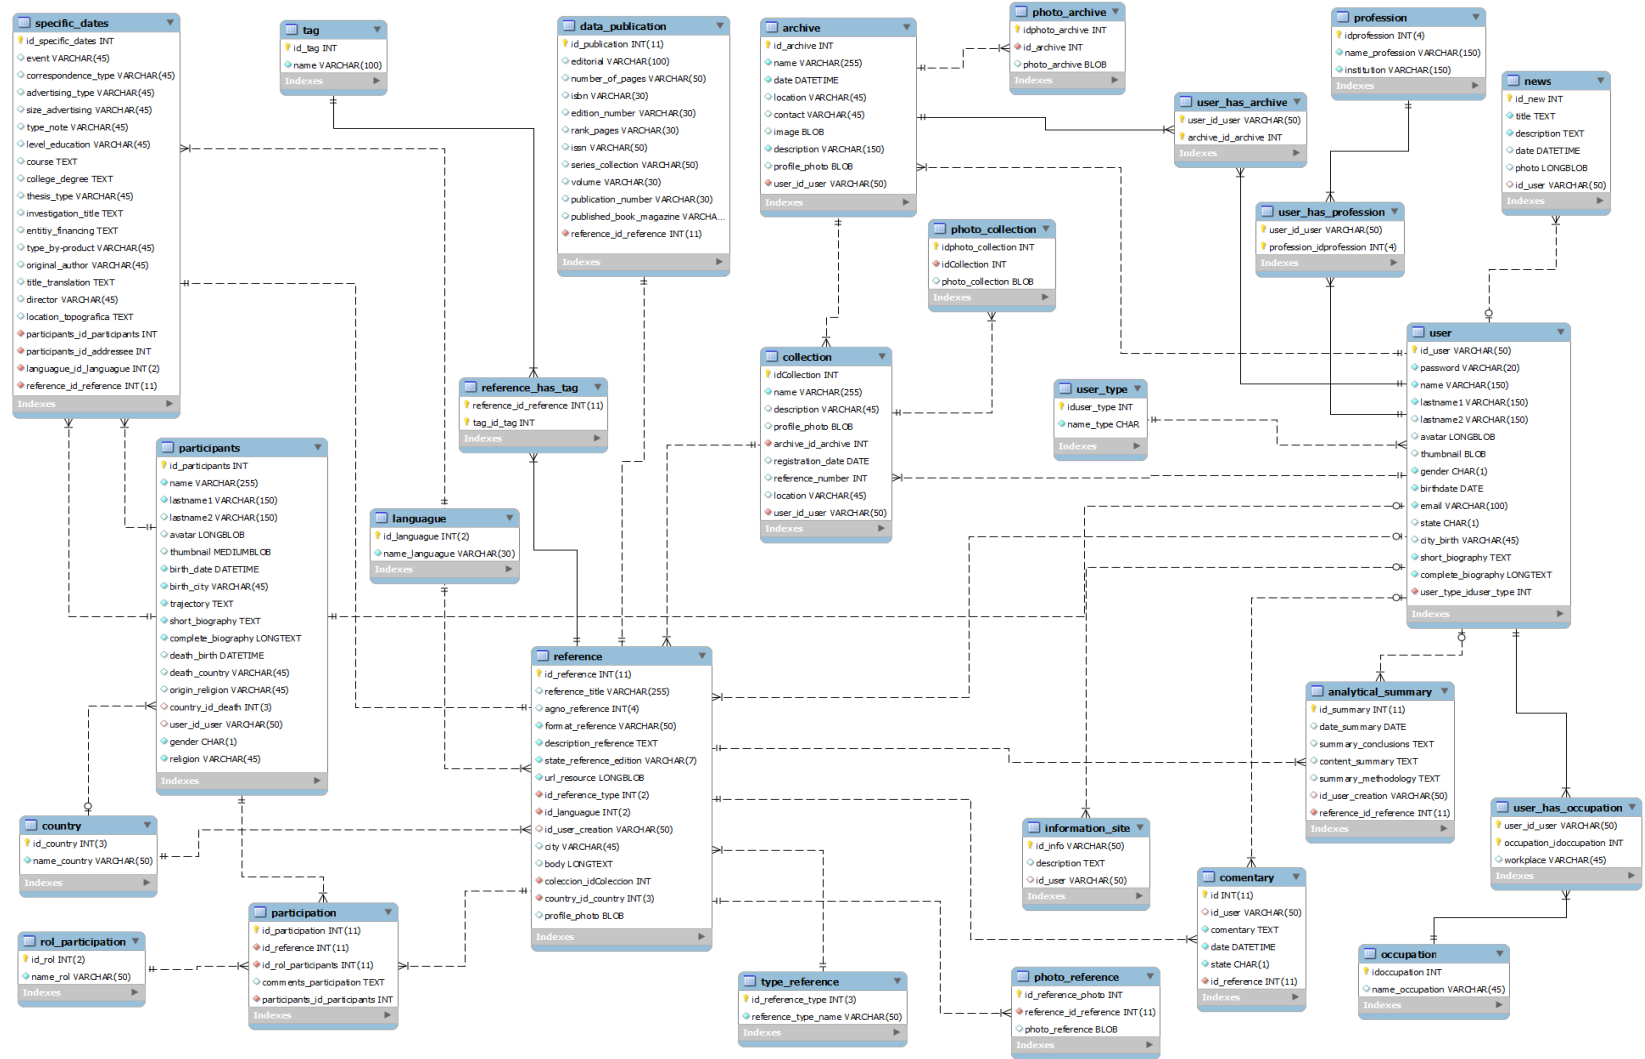 specific_dates
id_specific_dates INT
event VARCHAR(45)
correspondence_type VARCHAR(45)
advertising_type VARCHAR(45)
size_advertising VARCHAR(45)
type_note VARCHAR(45)
level_education VARCHAR(45)
course TEXT
college_degree TEXT
thesis_type VARCHAR(45)
investigation_title TEXT
entitiy_financing TEXT
type_by-product VARCHAR(45)
original_author VARCHAR(45)
title_translation TEXT
director VARCHAR(45)
location_topografica TEXT
participants_id_participants INT
participants_id_addressee INT
languague_id_languague INT(2)
reference_id_reference INT(11)
Indexes
tag
id_tag INT
name VARCHAR(100)
Indexes
data_publication
id_publication INT(11)
editorial VARCHAR(100)
number_of_pages VARCHAR(50)
isbn VARCHAR(30)
edition_number VARCHAR(30)
rank_pages VARCHAR(30)
issn VARCHAR(50)
series_collection VARCHAR(50)
volume VARCHAR(30)
publication_number VARCHAR(30)
published_book_magazine VARCHA...
reference_id_reference INT(11)
Indexes
archive
id_archive INT
name VARCHAR(255)
date DATETIME
location VARCHAR(45)
contact VARCHAR(45)
image BLOB
description VARCHAR(150)
profile_photo BLOB
user_id_user VARCHAR(50)
Indexes
photo_archive
idphoto_archive INT
id_archive INT
photo_archive BLOB
Indexes
profession
idprofession INT(4)
name_profession VARCHAR(150)
institution VARCHAR(150)
Indexes
news
id_new INT
title TEXT
description TEXT
date DATETIME
photo LONGBLOB
id_user VARCHAR(50)
Indexes
user_has_archive
user_id_user VARCHAR(50)
archive_id_archive INT
Indexes
user_has_profession
user_id_user VARCHAR(50)
profession_idprofession INT(4)
Indexes
photo_collection
idphoto_collection INT
idCollection INT
photo_collection BLOB
Indexes
user
id_user VARCHAR(50)
password VARCHAR(20)
name VARCHAR(150)
lastname1 VARCHAR(150)
lastname2 VARCHAR(150)
avatar LONGBLOB
thumbnail BLOB
gender CHAR(1)
birthdate DATE
email VARCHAR(100)
state CHAR(1)
city_birth VARCHAR(45)
short_biography TEXT
complete_biography LONGTEXT
user_type_iduser_type INT
Indexes
collection
idCollection INT
name VARCHAR(255)
description VARCHAR(45)
profile_photo BLOB
archive_id_archive INT
registration_date DATE
reference_number INT
location VARCHAR(45)
user_id_user VARCHAR(50)
Indexes
user_type
iduser_type INT
name_type CHAR
Indexes
reference_has_tag
reference_id_reference INT(11)
tag_id_tag INT
Indexes
participants
id_participants INT
name VARCHAR(255)
lastname1 VARCHAR(150)
lastname2 VARCHAR(150)
avatar LONGBLOB
thumbnail MEDIUMBLOB
birth_date DATETIME
birth_city VARCHAR(45)
trajectory TEXT
short_biography TEXT
complete_biography LONGTEXT
death_birth DATETIME
death_country VARCHAR(45)
origin_religion VARCHAR(45)
country_id_death INT(3)
user_id_user VARCHAR(50)
gender CHAR(1)
religion VARCHAR(45)
Indexes
languague
id_languague INT(2)
name_languague VARCHAR(30)
Indexes
reference
id_reference INT(11)
reference_title VARCHAR(255)
agno_reference INT(4)
format_reference VARCHAR(50)
description_reference TEXT
state_reference_edition VARCHAR(7)
url_resource LONGBLOB
id_reference_type INT(2)
id_languague INT(2)
id_user_creation VARCHAR(50)
city VARCHAR(45)
body LONGTEXT
coleccion_idColeccion INT
country_id_country INT(3)
profile_photo BLOB
Indexes
analytical_summary
id_summary INT(11)
date_summary DATE
summary_conclusions TEXT
content_summary TEXT
summary_methodology TEXT
id_user_creation VARCHAR(50)
reference_id_reference INT(11)
Indexes
user_has_occupation
user_id_user VARCHAR(50)
occupation_idoccupation INT
workplace VARCHAR(45)
Indexes
country
id_country INT(3)
name_country VARCHAR(50)
Indexes
information_site
id_info VARCHAR(50)
description TEXT
id_user VARCHAR(50)
Indexes
comentary
id INT(11)
id_user VARCHAR(50)
comentary TEXT
date DATETIME
state CHAR(1)
id_reference INT(11)
Indexes
participation
id_participation INT(11)
id_reference INT(11)
id_rol_participants INT(11)
comments_participation TEXT
participants_id_participants INT
Indexes
rol_participation
id_rol INT(2)
name_rol VARCHAR(50)
Indexes
type_reference
id_reference_type INT(3)
reference_type_name VARCHAR(50)
Indexes
photo_reference
id_reference_photo INT
reference_id_reference INT(11)
photo_reference BLOB
Indexes
occupation
idoccupation INT
name_occupation VARCHAR(45)
Indexes